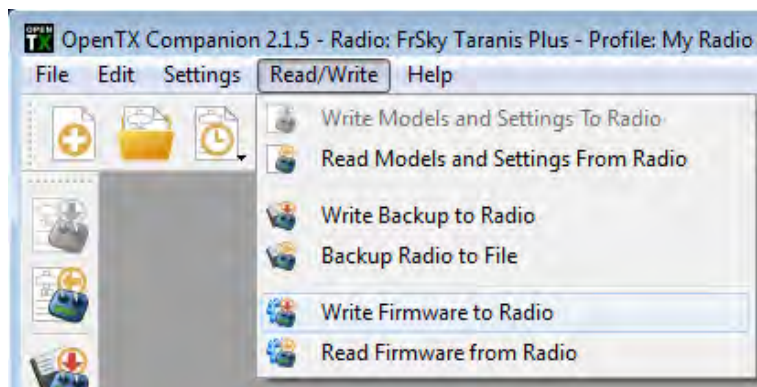 OPEN TX OpenTX Companion 2.1.5 - Radio: FrSky Taranis Plus - Profile: My Radio
File Edit Settings Read/Write Help
Write Models and Settings To Radio
Read Models and Settings From Radio
Write Backup to Radio
Backup Radio to File
Write Firmware to Radio
Read Firmware from Radio